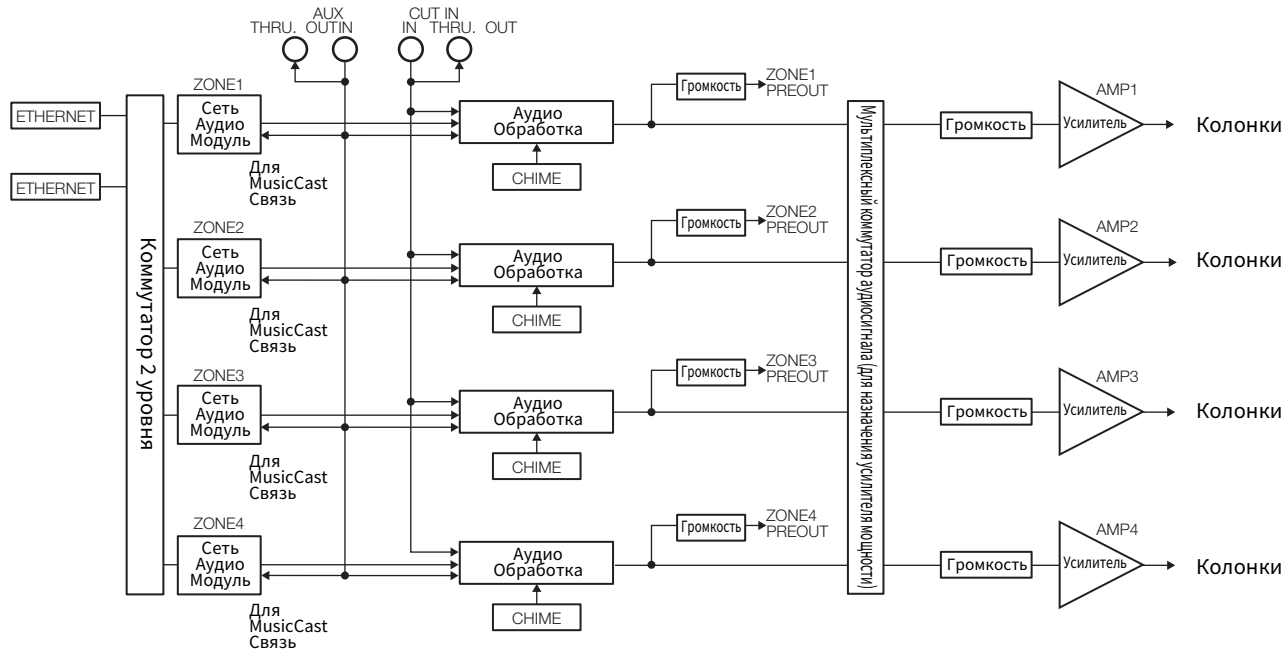 AUX
CUT IN
THRU. OUTIN
IN THRU. OUT
ETHERNET
ETHERNET
Коммутатор 2 уровня
ZONE1
Сеть
Аудио
Модуль
Для
MusicCast
Связь
Аудио
Обработка
CHIME
Громкость
ZONE1
PREOUT
Мультиплексный коммутатор аудиосигнала (для назначения усилителя мощности)
Громкость
AMP1
Усилитель
Колонки
ZONE2
Сеть
Аудио
Модуль
Для
MusicCast
Связь
Аудио
Обработка
CHIME
Громкость
ZONE2
PREOUT
Громкость
AMP2
Усилитель
Колонки
ZONE3
Сеть
Аудио
Модуль
Для
MusicCast
Связь
Аудио
Обработка
CHIME
Громкость
ZONE3
PREOUT
Громкость
AMP3
Усилитель
Колонки
ZONE4
Сеть
Аудио
Модуль
Для
MusicCast
Связь
Аудио
Обработка
CHIME
Громкость
ZONE4
PREOUT
Громкость
AMP4
Усилитель
Колонки